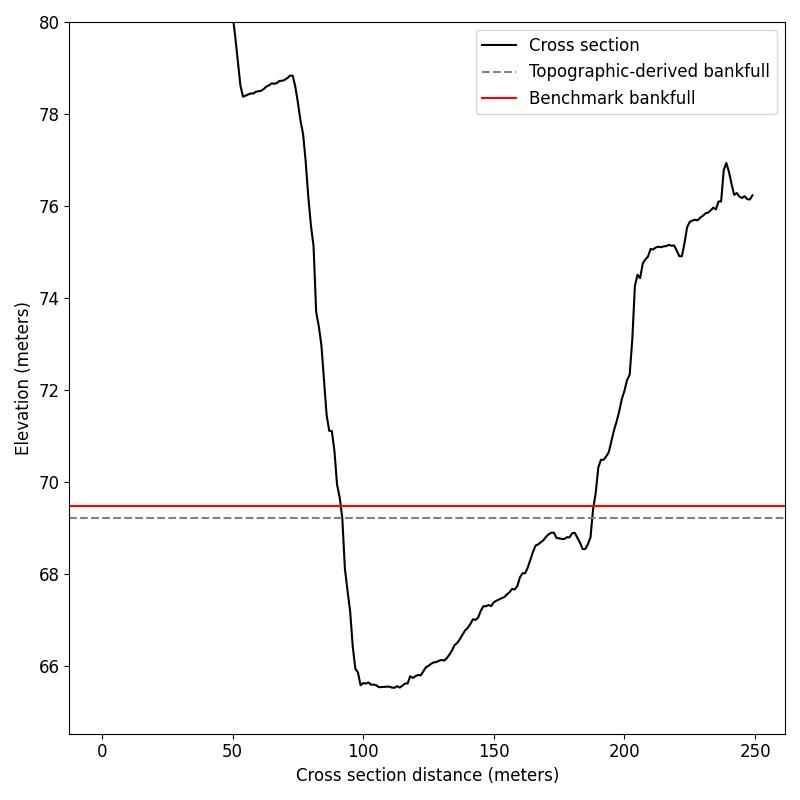 80
78
76
74
72
70
68
66
Elevation (meters)
Cross section
Topographic-derived bankfull
Benchmark bankfull
0 50 100 150 200 250
Cross section distance (meters)